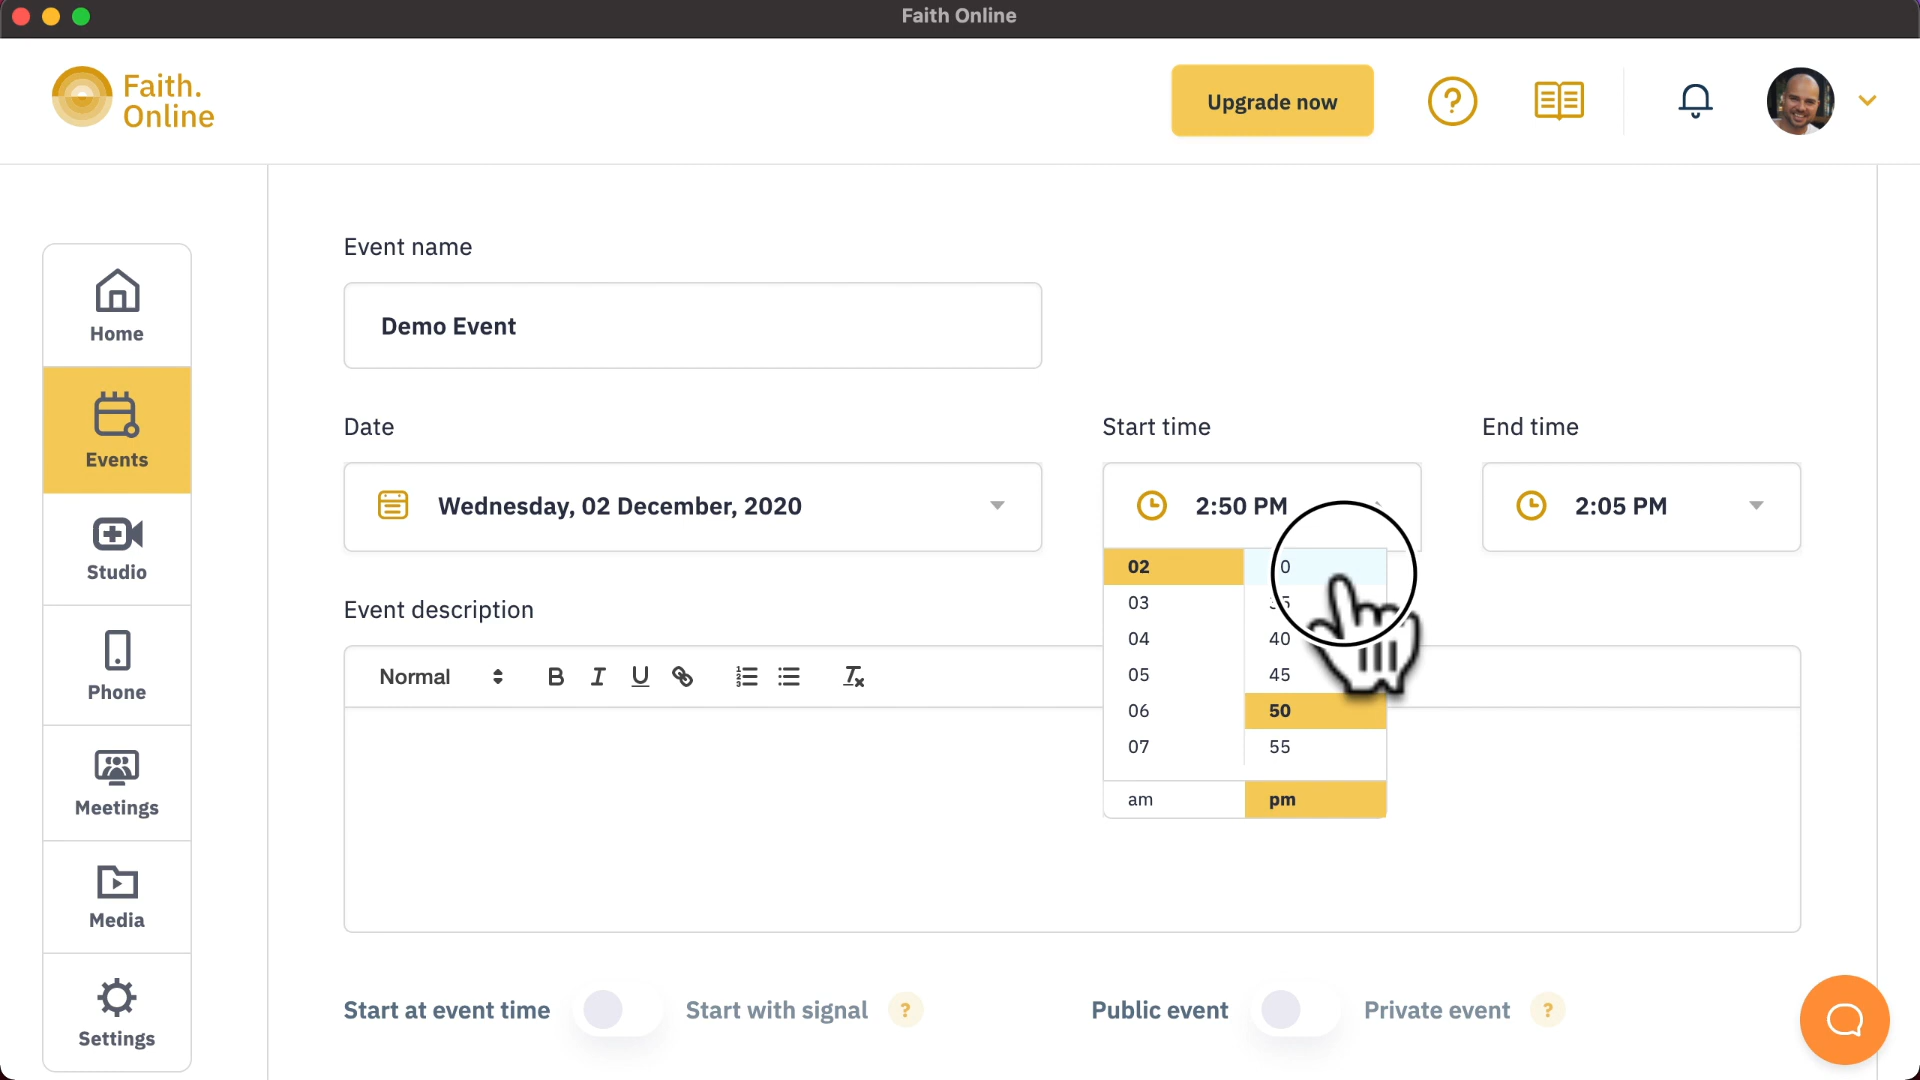 Faith Online
Faith.
Online
Upgrade now
Home
Events
Studio
Phone
Meetings
Media
Settings
Event name
Demo Event
Date
Start time
End time
Wednesday, 02 December, 2020
2:50 PM
2:05 PM
02
03
04
05
06
07
40
45
50
55
am
pm
Event description
Normal
B I U
Start at event time
Start with signal
?
Public event
Private event
?